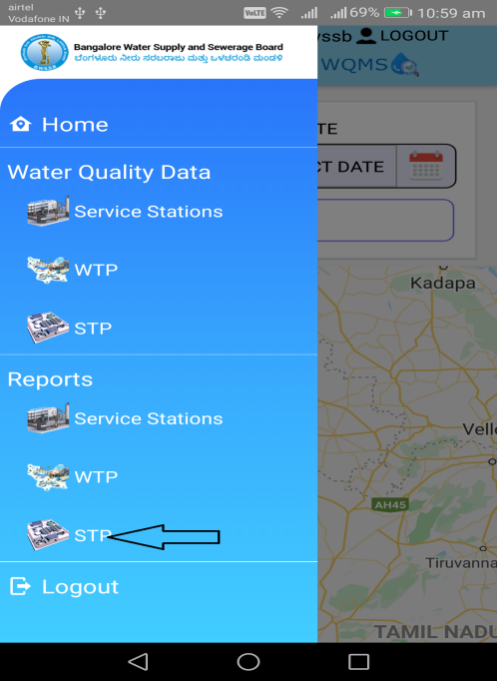 airtel
Vodafone IN
VoLTE
69%
10:59 am
Bangalore Water Supply and Sewerage Board
ಬೆಂಗಳೂರು ನೀರು ಸರಬರಾಜು ಮತ್ತು ಒಳಚರಂಡಿ ಮಂಡಳಿ
yssb LOGOUT
WQMS
Home
TE
CT DATE
Water Quality Data
Service Stations
WTP
STP
Reports
Service Stations
WTP
STP
Logout
Kadapa
Velle
AH45
Tiruvanna
TAMIL NADU